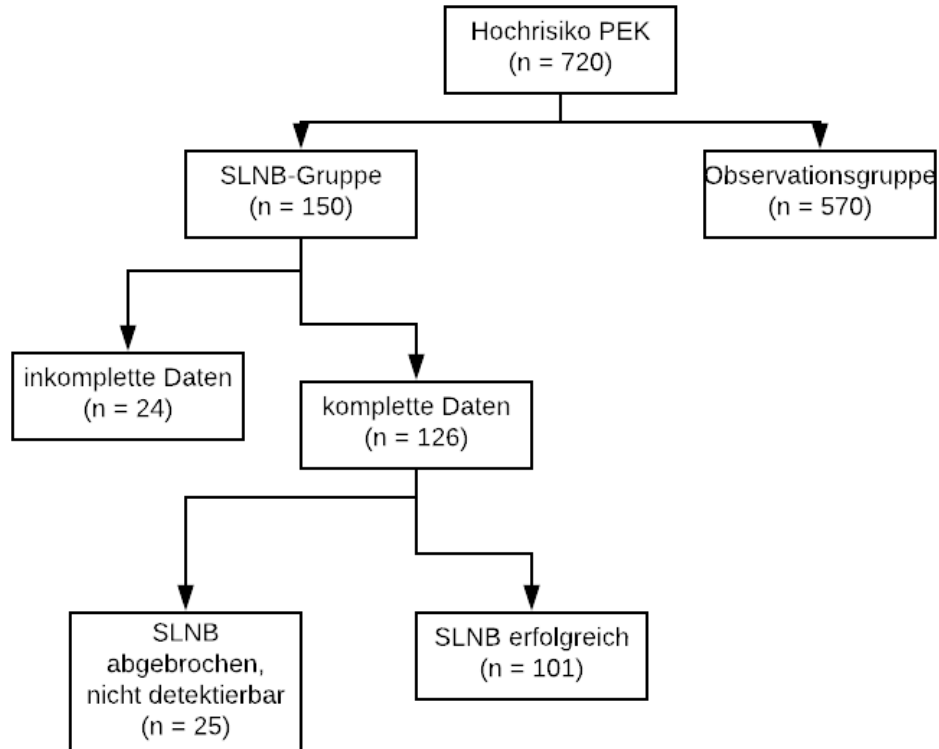 Hochrisiko PEK
(n = 720)
SLNB-Gruppe
(n = 150)
Observationsgruppe
(n = 570)
inkomplette Daten
(n = 24)
komplette Daten
(n = 126)
SLNB
abgebrochen,
nicht detektierbar
(n = 25)
SLNB erfolgreich
(n = 101)